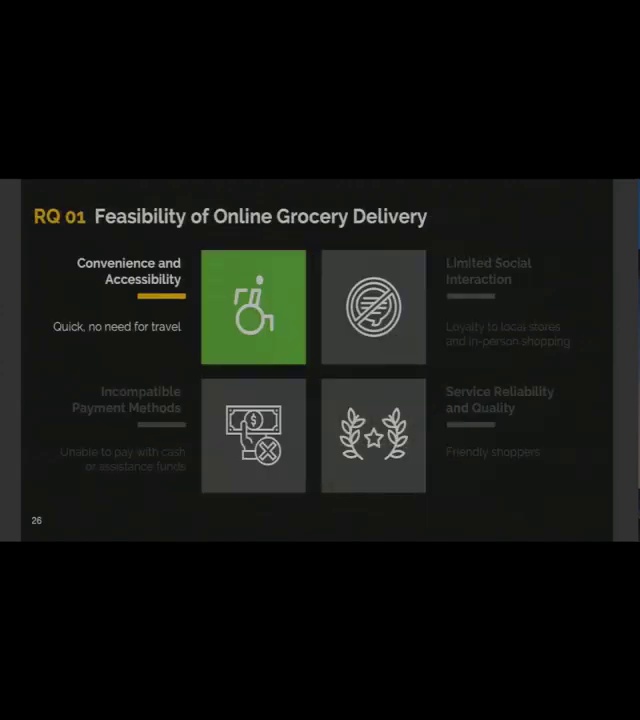 RQ 01 Feasibility of Online Grocery Delivery
Convenience and
Accessibility
Quick, no need for travel
Limited Social
Interaction
Loyalty to local stores
and in-person shopping
Incompatible
Payment Methods
Unable to pay with cash
or assistance funds
Service Reliability
and Quality
Friendly shoppers
26